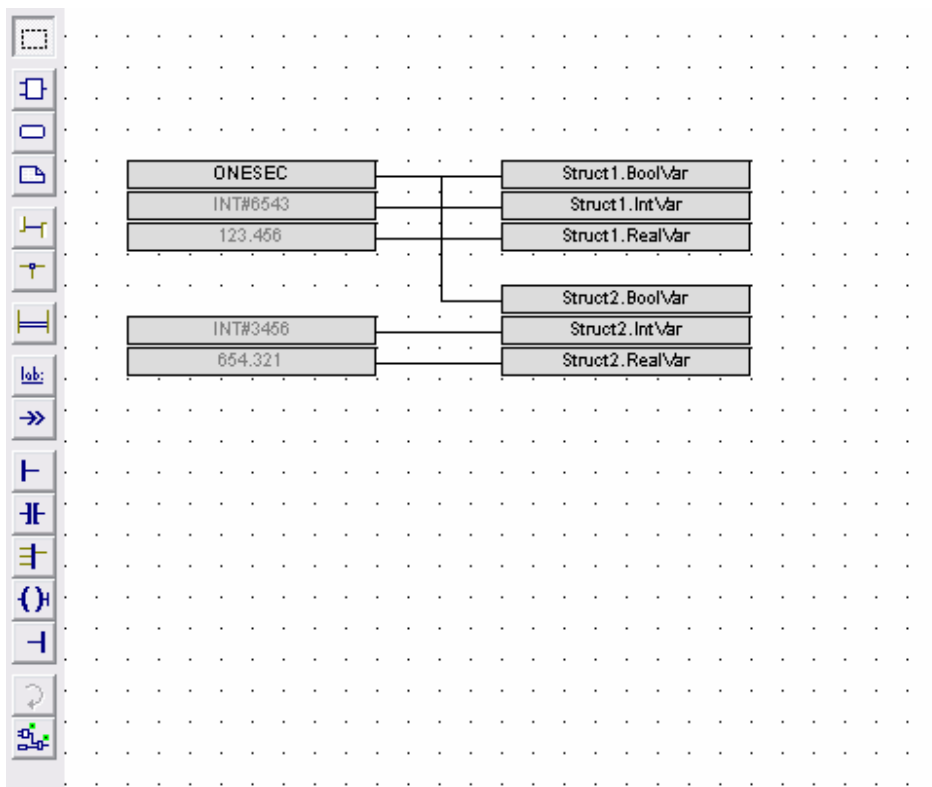 ONESEC Struct1.BoolVar
INT#6543 Struct1.IntVar
123.456 Struct1.RealVar
Struct2.BoolVar
INT#3456 Struct2.IntVar
654.321 Struct2.RealVar
lab: